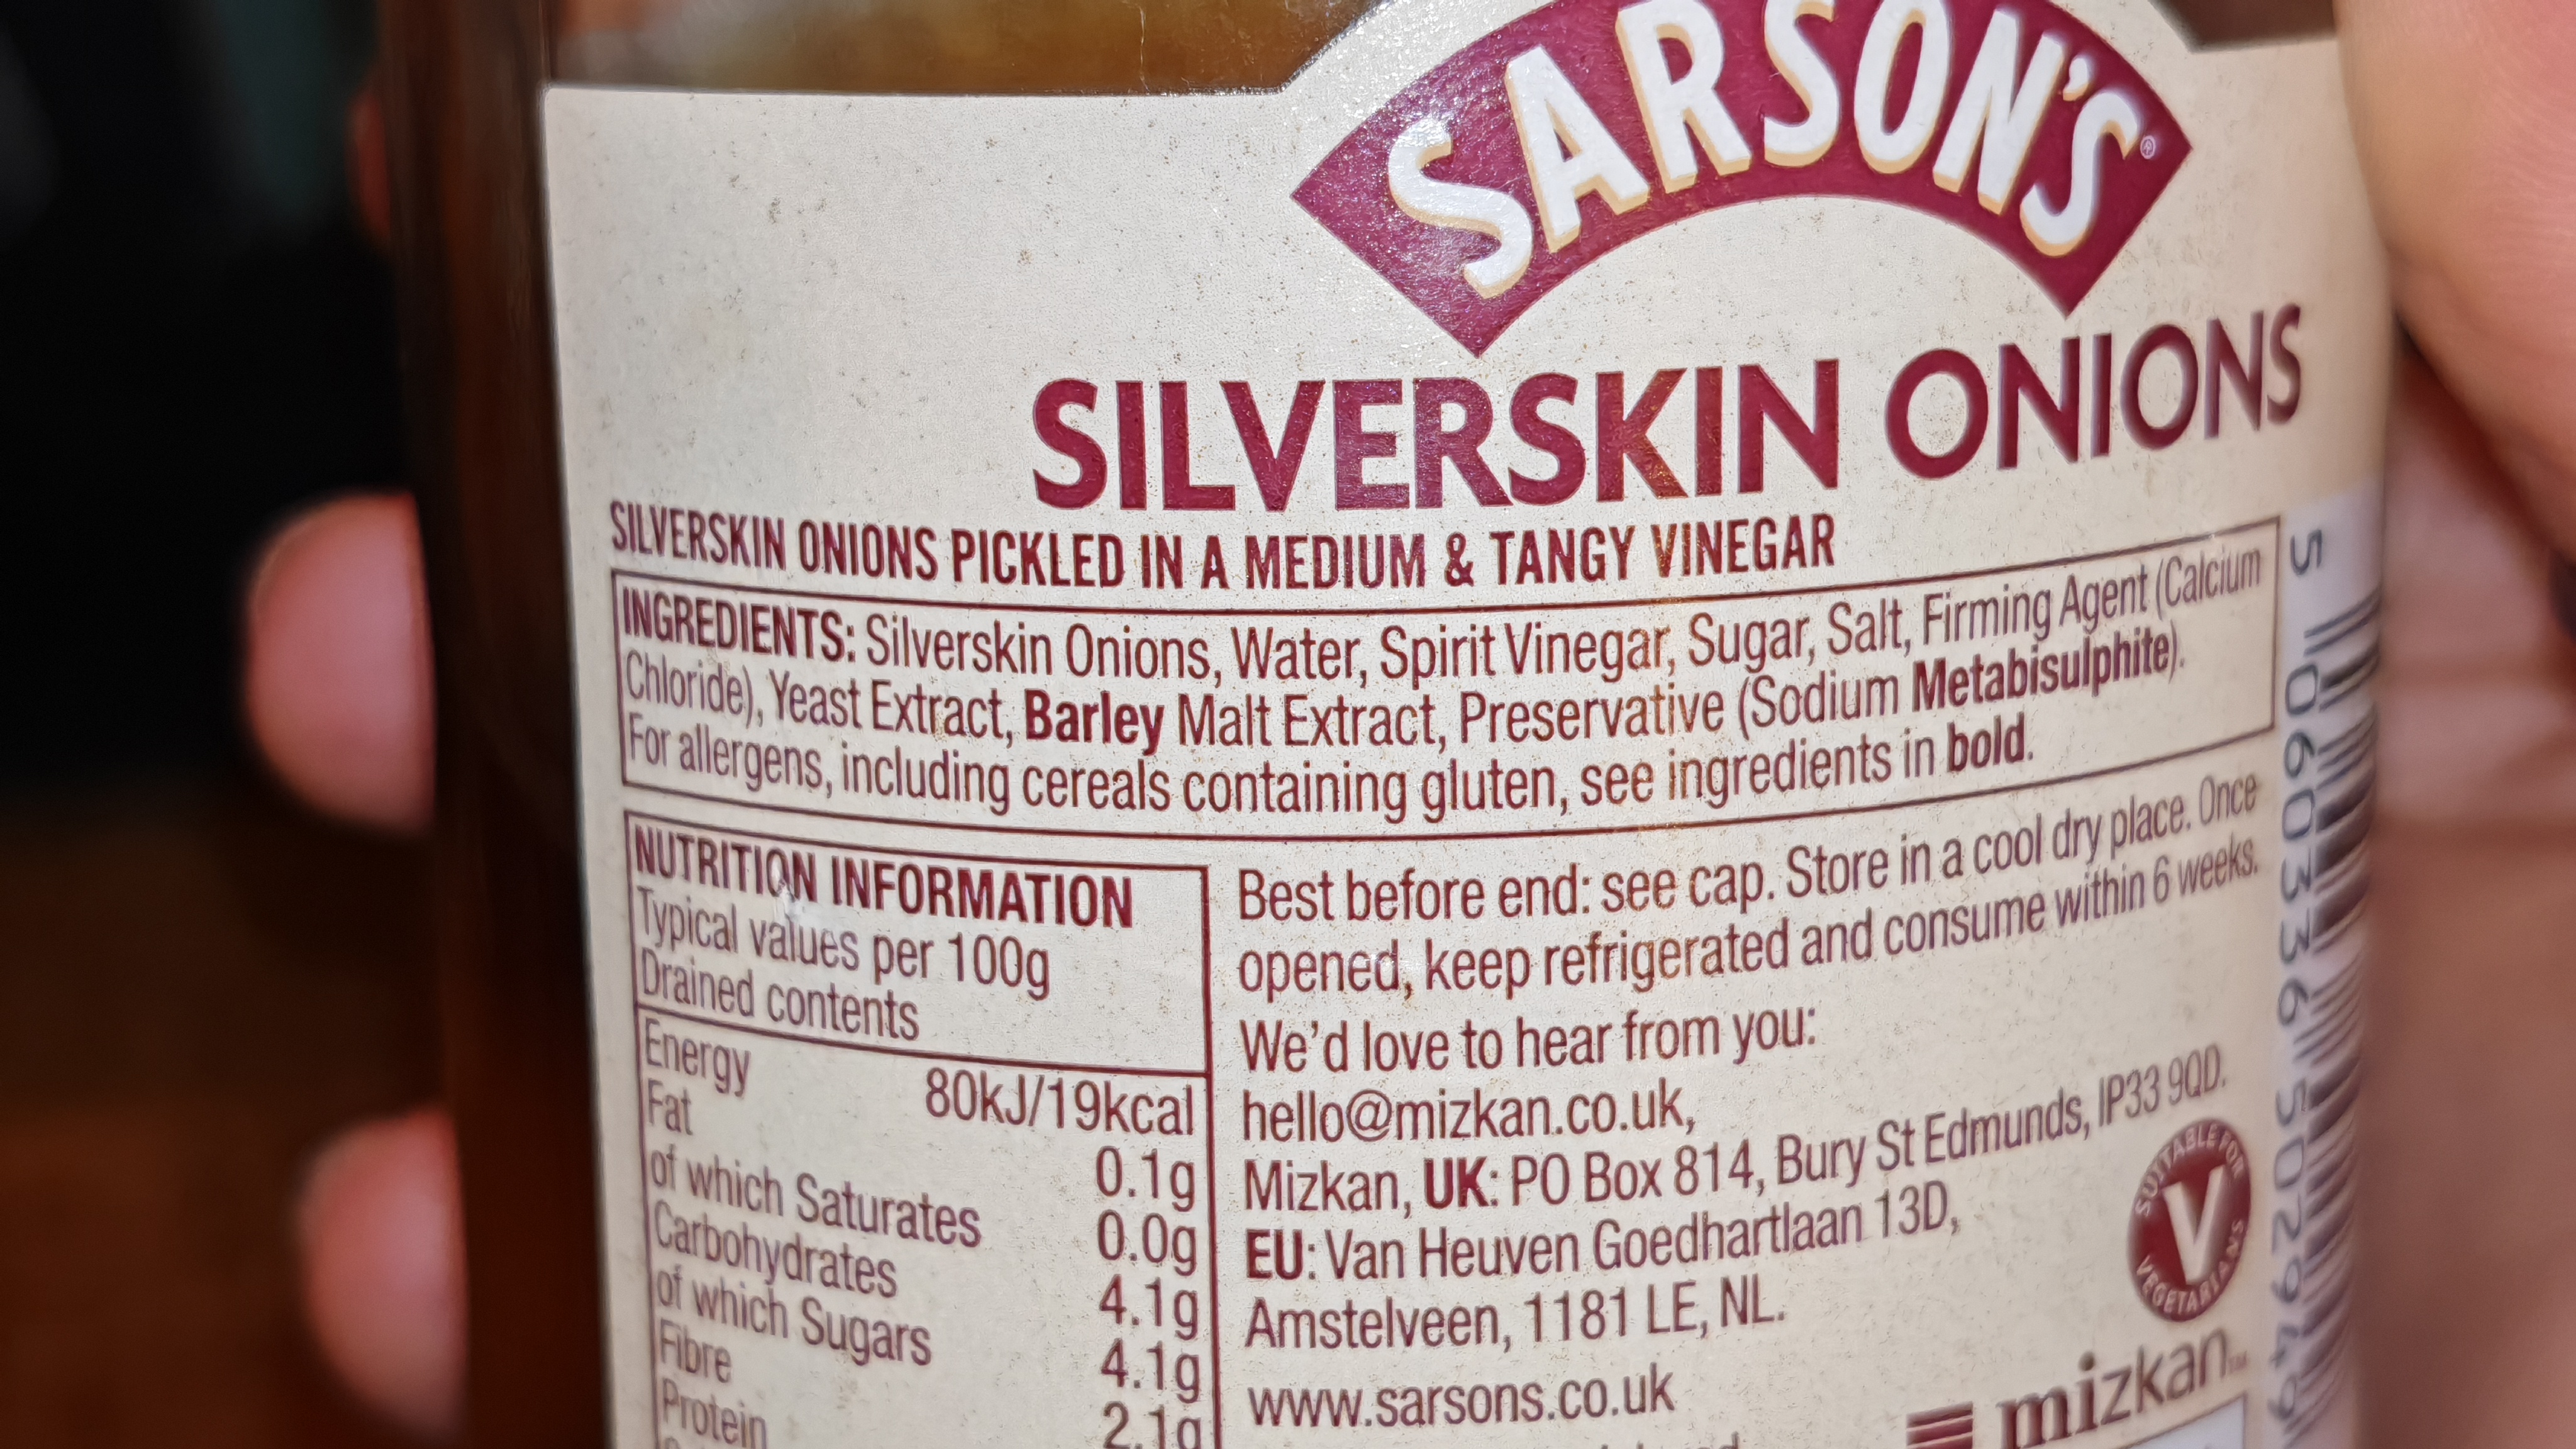 SARSON'S®
SILVERSKIN ONIONS
SILVERSKIN ONIONS PICKLED IN A MEDIUM & TANGY VINEGAR
INGREDIENTS: Silverskin Onions, Water, Spirit Vinegar, Sugar, Salt, Firming Agent (Calcium
Chloride), Yeast Extract, Barley Malt Extract, Preservative (Sodium Metabisulphite).
For allergens, including cereals containing gluten, see ingredients in bold.
NUTRITION INFORMATION
Typical values per 100g
Drained contents
Energy 80kJ/19kcal
Fat 0.1g
of which Saturates 0.0g
Carbohydrates 4.1g
of which Sugars 4.1g
Fibre 2.1g
Protein
Best before end: see cap. Store in a cool dry place. Once
opened, keep refrigerated and consume within 6 weeks.
We'd love to hear from you:
hello@mizkan.co.uk,
Mizkan, UK: PO Box 814, Bury St Edmunds, IP33 9QD.
EU: Van Heuven Goedhartlaan 13D,
Amstelveen, 1181 LE, NL.
www.sarsons.co.uk
SUITABLE FOR
V
VEGETARIANS
mizkan™
5 060336 502949